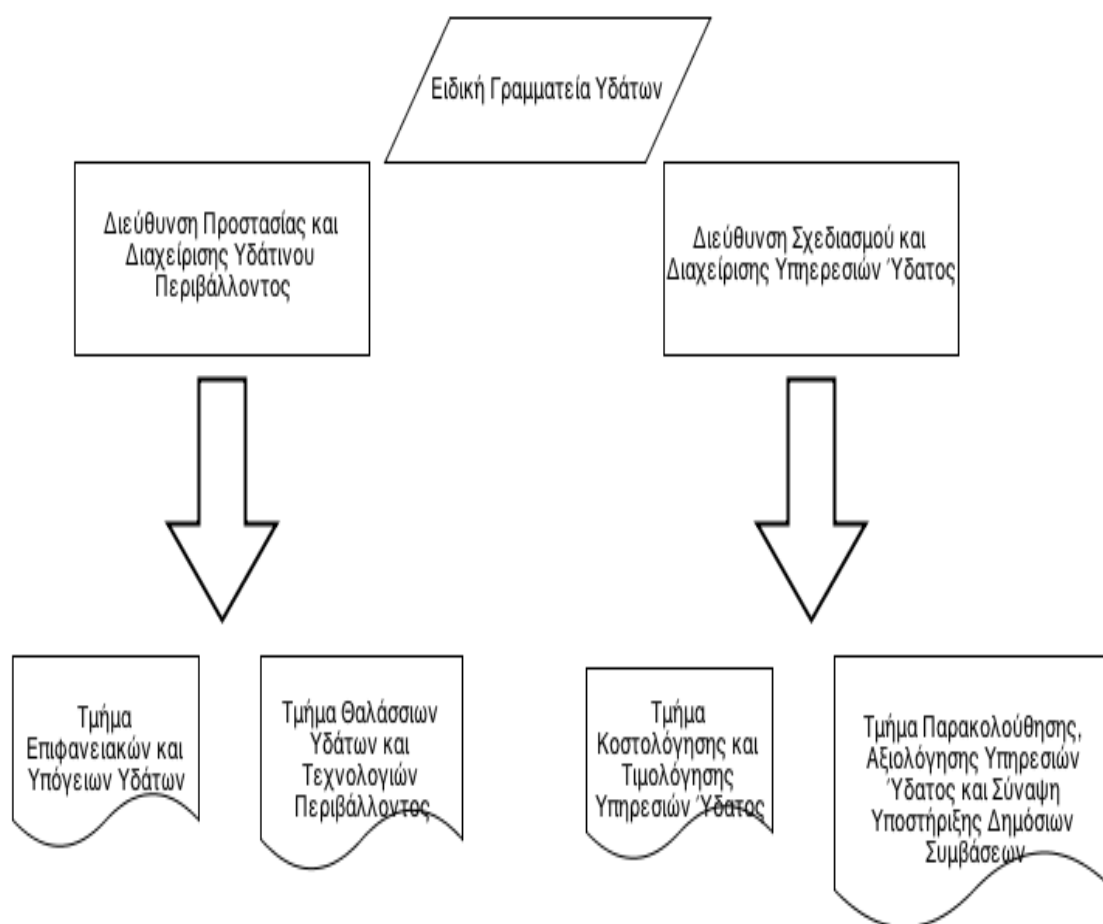 Ειδική Γραμματεία Υδάτων
Διεύθυνση Προστασίας και
Διαχείρισης Υδάτινου
Περιβάλλοντος
Διεύθυνση Σχεδιασμού και
Διαχείρισης Υπηερεσιών Ύδατος
Τμήμα
Επιφανειακών και
Υπόγειων Υδάτων
Τμήμα Θαλάσσιων
Υδάτων και
Τεχνολογιών
Περιβάλλοντος
Τμήμα
Κοστολόγησης και
Τιμολόγησης
Υπηρεσιών Ύδατος
Τμήμα Παρακολούθησης,
Αξιολόγησης Υπηρεσιών
Ύδατος και Σύναψη
Υποστήριξης Δημόσιων
Συμβάσεων